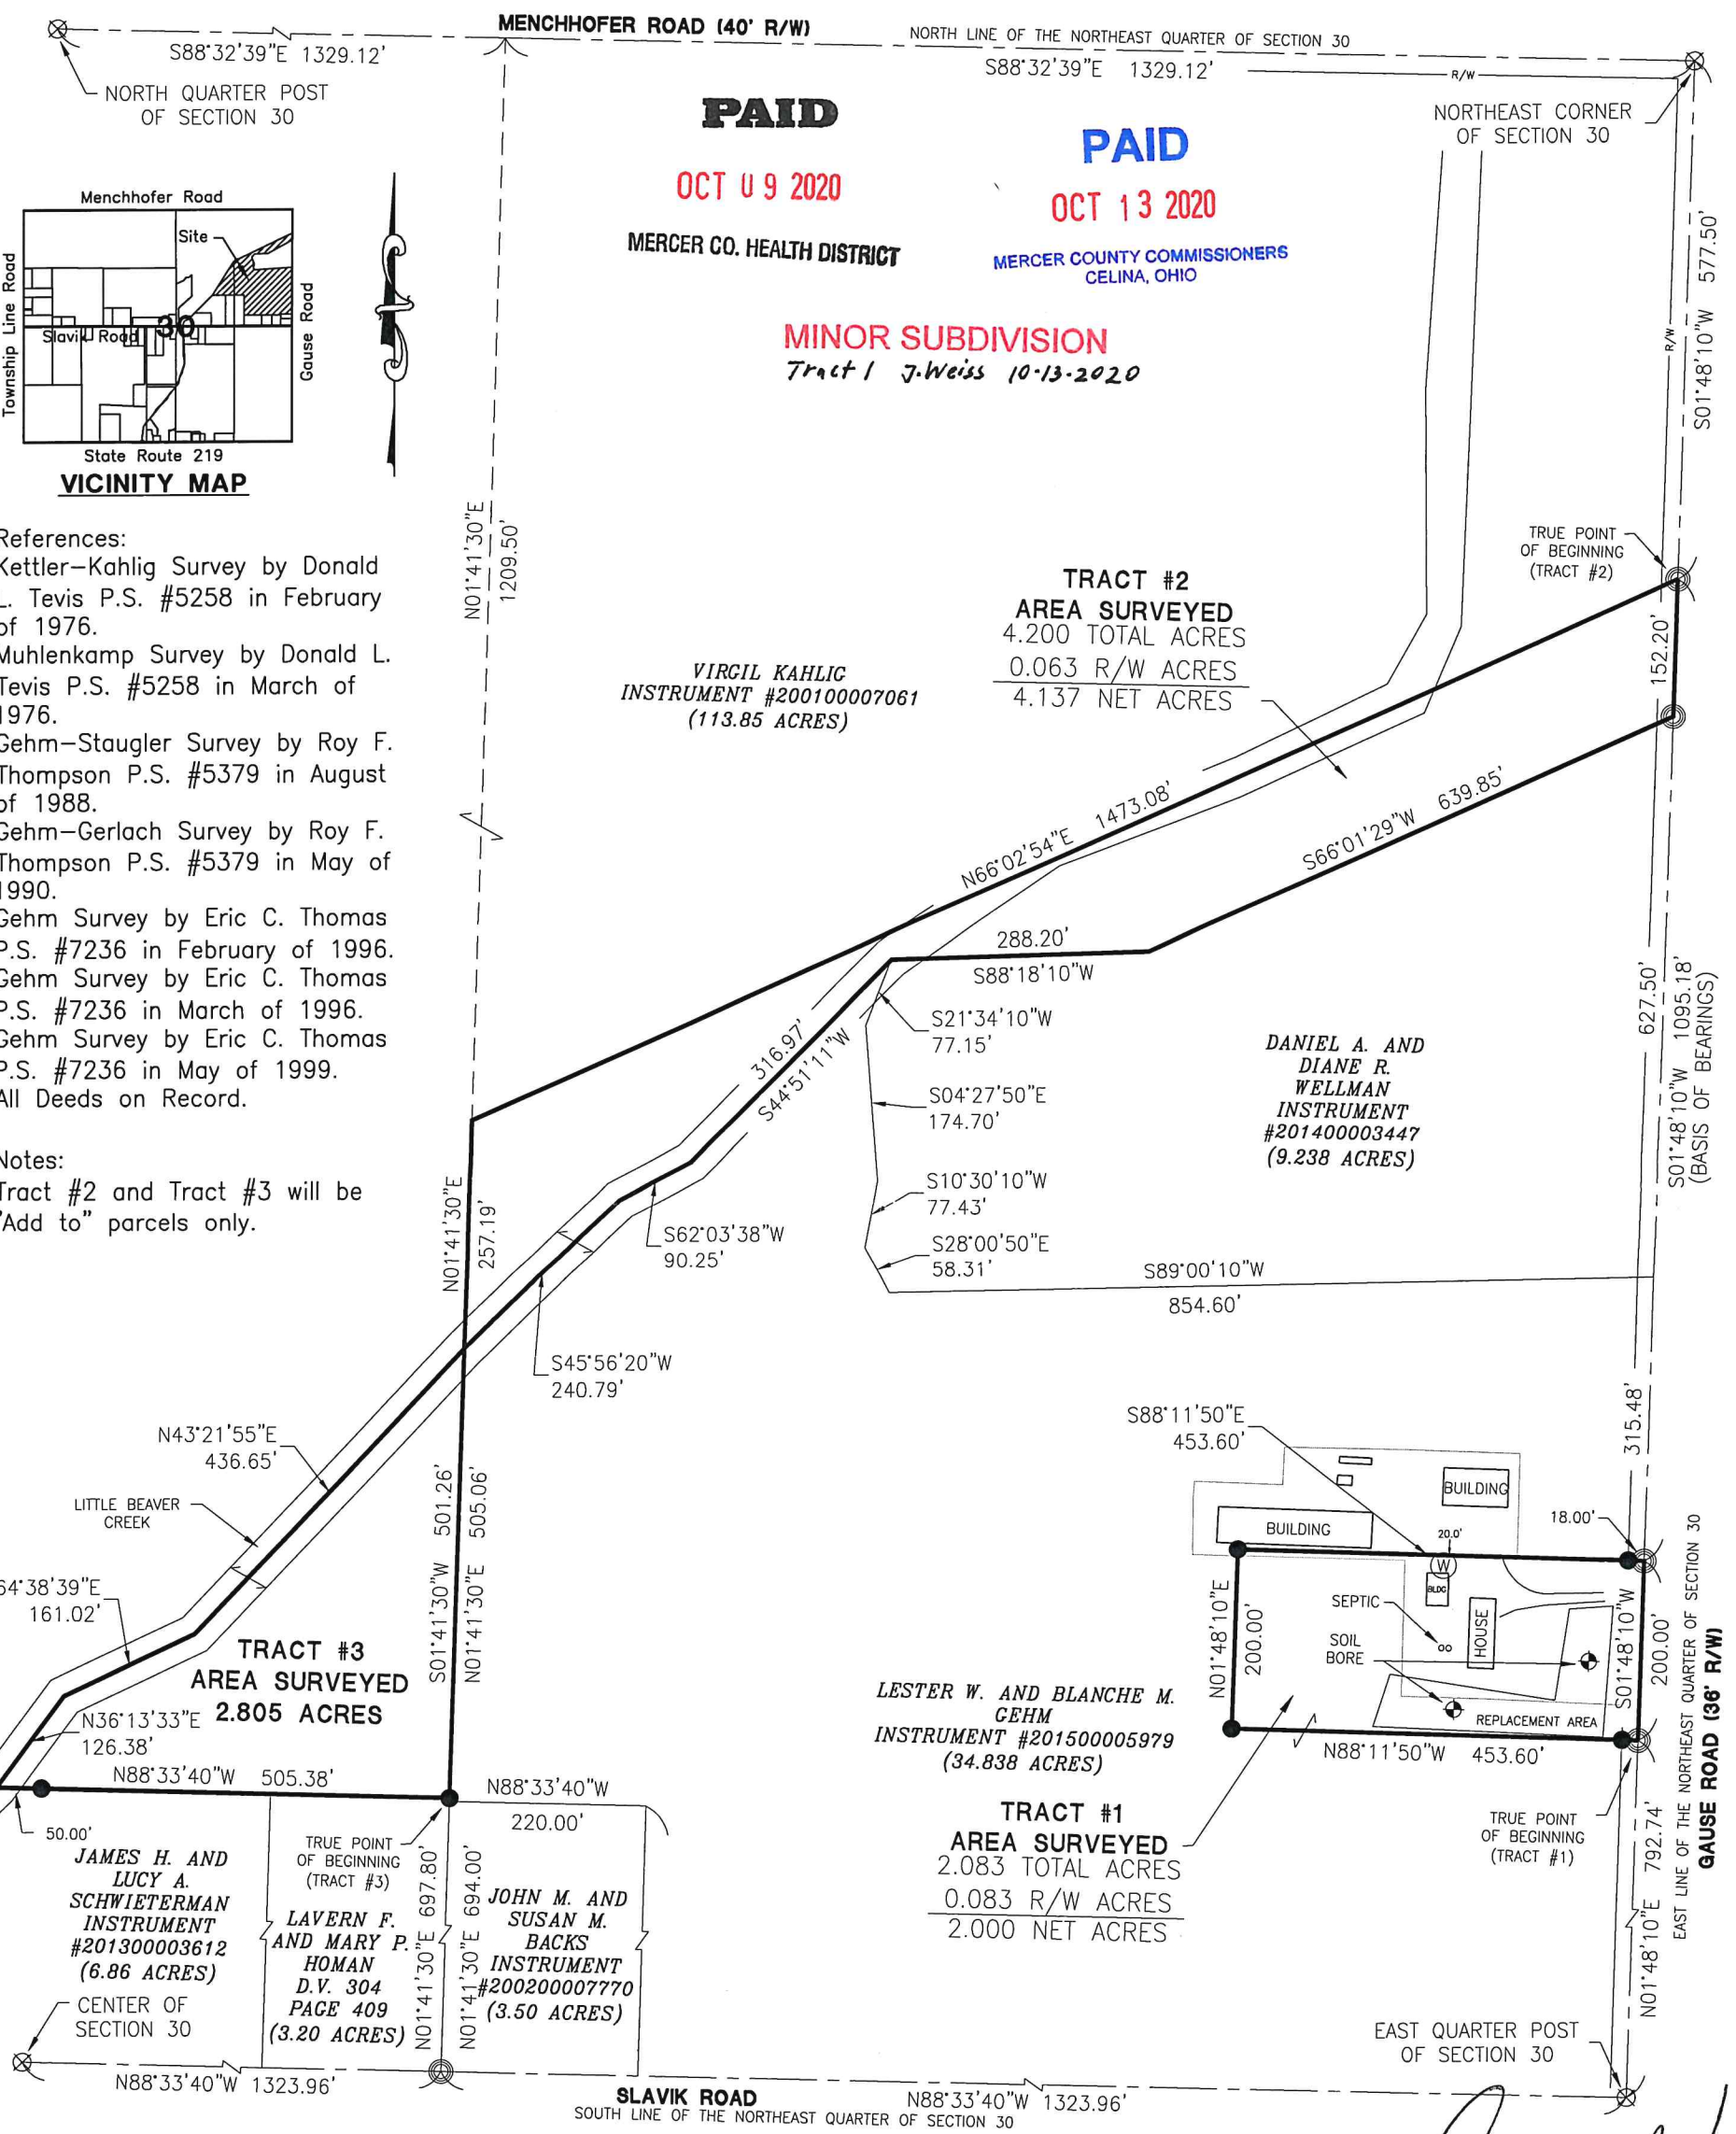 MENCHHOFER ROAD (40' R/W)
NORTH LINE OF THE NORTHEAST QUARTER OF SECTION 30
S88°32'39"E 1329.12'
S88°32'39"E 1329.12'
R/W
NORTH QUARTER POST
OF SECTION 30
NORTHEAST CORNER
OF SECTION 30
PAID
OCT 09 2020
MERCER CO. HEALTH DISTRICT
PAID
OCT 13 2020
MERCER COUNTY COMMISSIONERS
CELINA, OHIO
MINOR SUBDIVISION
Tract 1 J.Weiss 10-13-2020
Menchhofer Road
Site
Township Line Road
Slavik Road
30
Gause Road
State Route 219
VICINITY MAP
S01°48'10"W 577.50'
R/W
References:
Kettler-Kahlig Survey by Donald
L. Tevis P.S. #5258 in February
of 1976.
Muhlenkamp Survey by Donald L.
Tevis P.S. #5258 in March of
1976.
Gehm-Staugler Survey by Roy F.
Thompson P.S. #5379 in August
of 1988.
Gehm-Gerlach Survey by Roy F.
Thompson P.S. #5379 in May of
1990.
Gehm Survey by Eric C. Thomas
P.S. #7236 in February of 1996.
Gehm Survey by Eric C. Thomas
P.S. #7236 in March of 1996.
Gehm Survey by Eric C. Thomas
P.S. #7236 in May of 1999.
All Deeds on Record.
Notes:
Tract #2 and Tract #3 will be
"Add to" parcels only.
N01°41'30"E
1209.50'
TRUE POINT
OF BEGINNING
(TRACT #2)
TRACT #2
AREA SURVEYED
4.200 TOTAL ACRES
0.063 R/W ACRES
4.137 NET ACRES
152.20'
VIRGIL KAHLIG
INSTRUMENT #200100007061
(113.85 ACRES)
N66°02'54"E 1473.08'
S66°01'29"W 639.85'
288.20'
S88°18'10"W
S21°34'10"W
77.15'
S04°27'50"E
174.70'
S10°30'10"W
77.43'
S28°00'50"E
58.31'
S89°00'10"W
854.60'
DANIEL A. AND
DIANE R.
WELLMAN
INSTRUMENT
#201400003447
(9.238 ACRES)
627.50'
S01°48'10"W 1095.18'
(BASIS OF BEARINGS)
316.97'
S44°51'11"W
S62°03'38"W
90.25'
S45°56'20"W
240.79'
N01°41'30"E
257.19'
N43°21'55"E
436.65'
LITTLE BEAVER
CREEK
64°38'39"E
161.02'
TRACT #3
AREA SURVEYED
2.805 ACRES
N36°13'33"E
126.38'
N88°33'40"W 505.38'
S01°41'30"W 501.26'
N01°41'30"E 505.06'
N88°33'40"W
220.00'
50.00'
JAMES H. AND
LUCY A.
SCHWIETERMAN
INSTRUMENT
#201300003612
(6.86 ACRES)
CENTER OF
SECTION 30
TRUE POINT
OF BEGINNING
(TRACT #3)
LAVERN F.
AND MARY P.
HOMAN
D.V. 304
PAGE 409
(3.20 ACRES)
N01°41'30"E 697.80'
N01°41'30"E 694.00'
JOHN M. AND
SUSAN M.
BACKS
INSTRUMENT
#200200007770
(3.50 ACRES)
S88°11'50"E
453.60'
315.48'
BUILDING
BUILDING
18.00'
20.0'
W
BLDG
SEPTIC
HOUSE
SOIL
BORE
REPLACEMENT AREA
N01°48'10"E
200.00'
S01°48'10"W
200.00'
N88°11'50"W 453.60'
LESTER W. AND BLANCHE M.
GEHM
INSTRUMENT #201500005979
(34.838 ACRES)
TRACT #1
AREA SURVEYED
2.083 TOTAL ACRES
0.083 R/W ACRES
2.000 NET ACRES
TRUE POINT
OF BEGINNING
(TRACT #1)
N01°48'10"E 792.74'
EAST LINE OF THE NORTHEAST QUARTER OF SECTION 30
GAUSE ROAD (36' R/W)
EAST QUARTER POST
OF SECTION 30
N88°33'40"W 1323.96'
SLAVIK ROAD
N88°33'40"W 1323.96'
SOUTH LINE OF THE NORTHEAST QUARTER OF SECTION 30